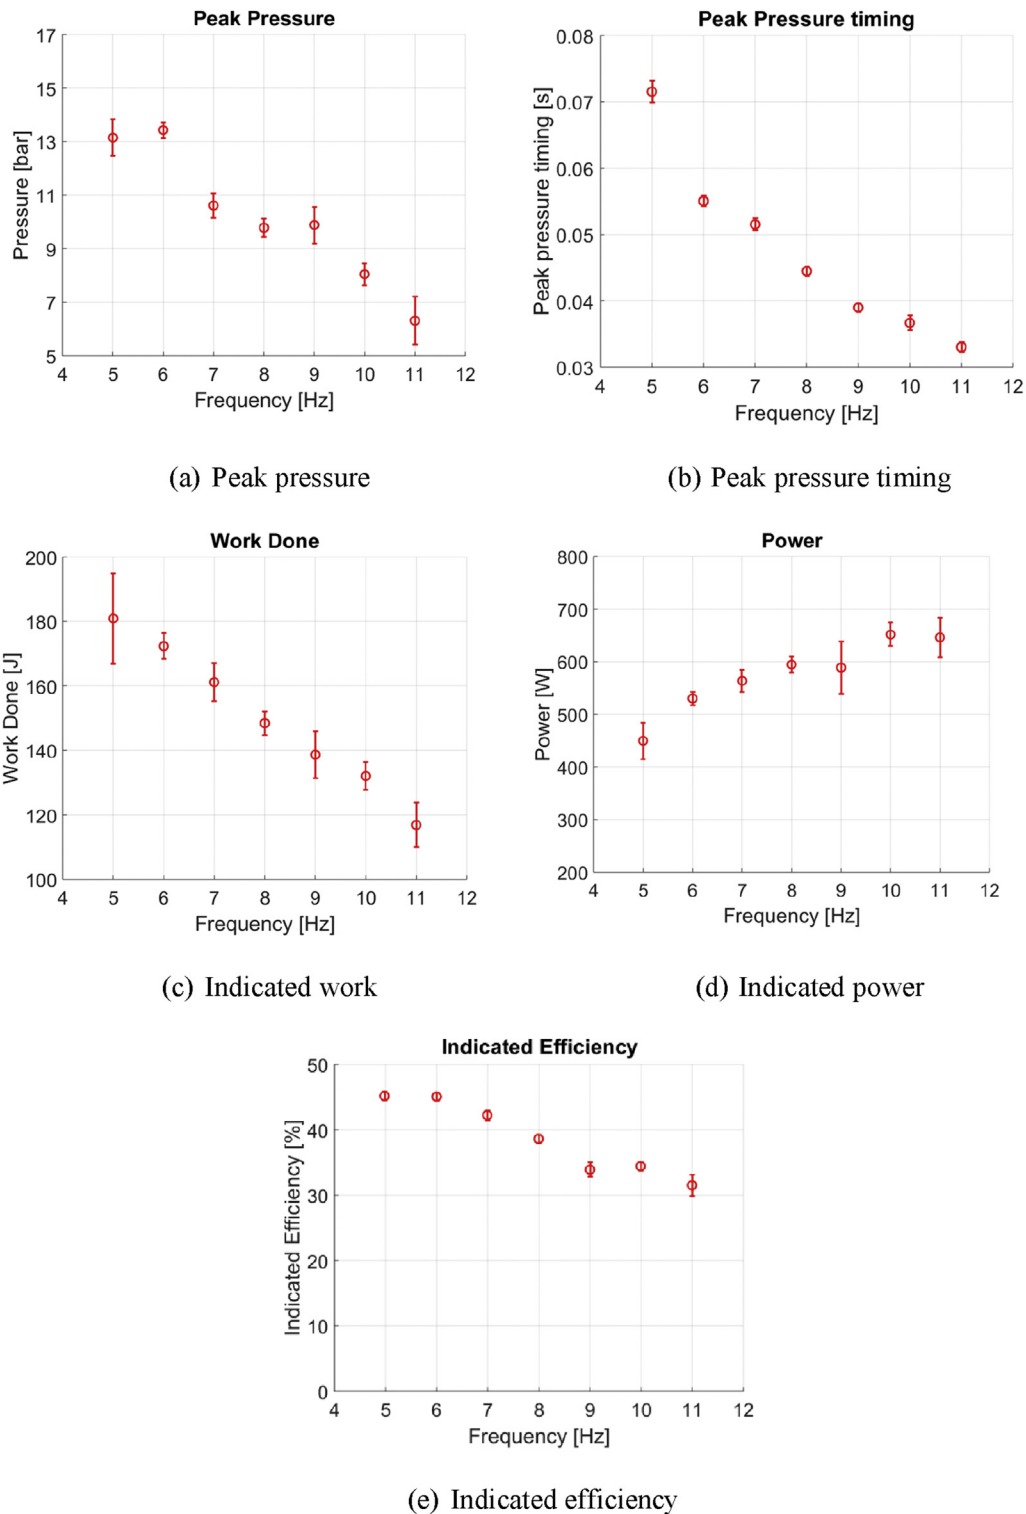 Peak Pressure
17
15
13
11
9
7
5
Pressure [bar]
4 5 6 7 8 9 10 11 12
Frequency [Hz]
(a) Peak pressure
Peak Pressure timing
0.08
0.07
0.06
0.05
0.04
0.03
Peak pressure timing [s]
4 5 6 7 8 9 10 11 12
Frequency [Hz]
(b) Peak pressure timing
Work Done
200
180
160
140
120
100
Work Done [J]
4 5 6 7 8 9 10 11 12
Frequency [Hz]
(c) Indicated work
Power
800
700
600
500
400
300
200
Power [W]
4 5 6 7 8 9 10 11 12
Frequency [Hz]
(d) Indicated power
Indicated Efficiency
50
40
30
20
10
0
Indicated Efficiency [%]
4 5 6 7 8 9 10 11 12
Frequency [Hz]
(e) Indicated efficiency